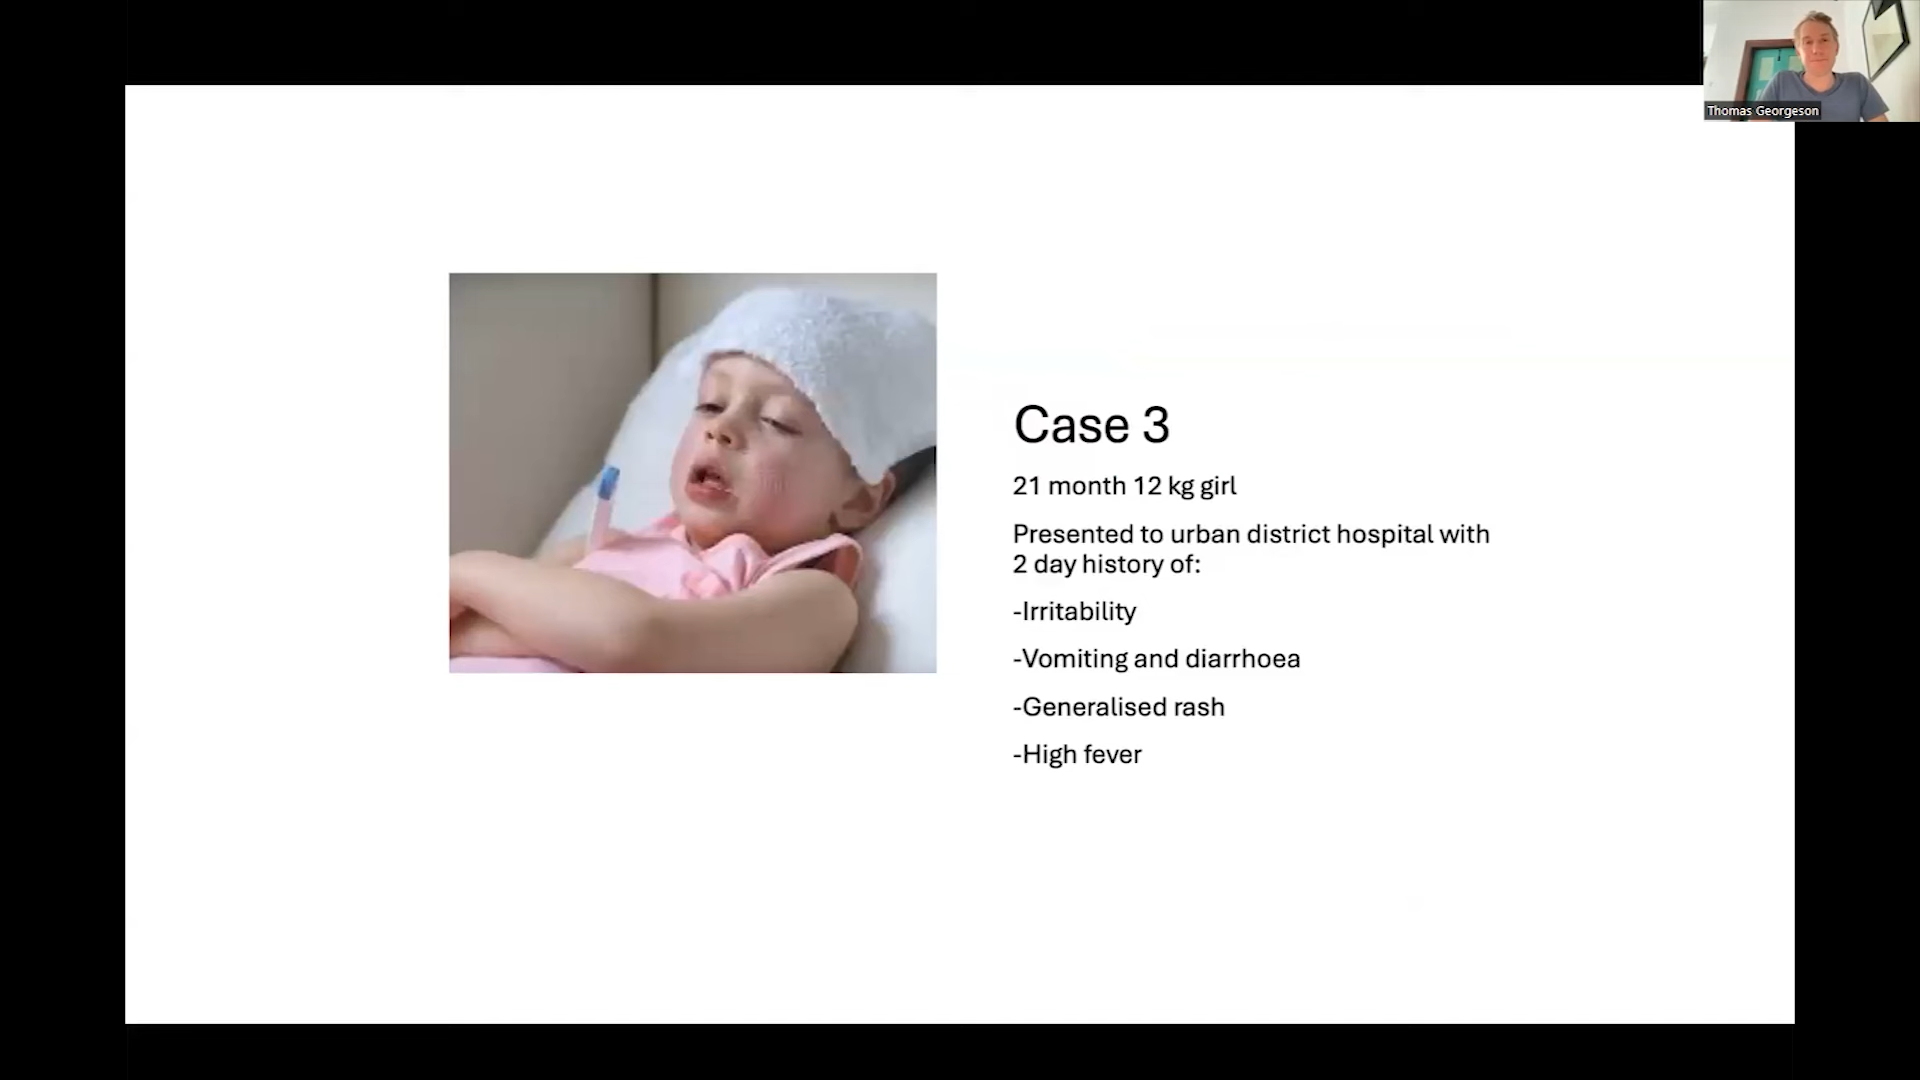 Thomas Georgeson
Case 3
21 month 12 kg girl
Presented to urban district hospital with
2 day history of:
-Irritability
-Vomiting and diarrhoea
-Generalised rash
-High fever